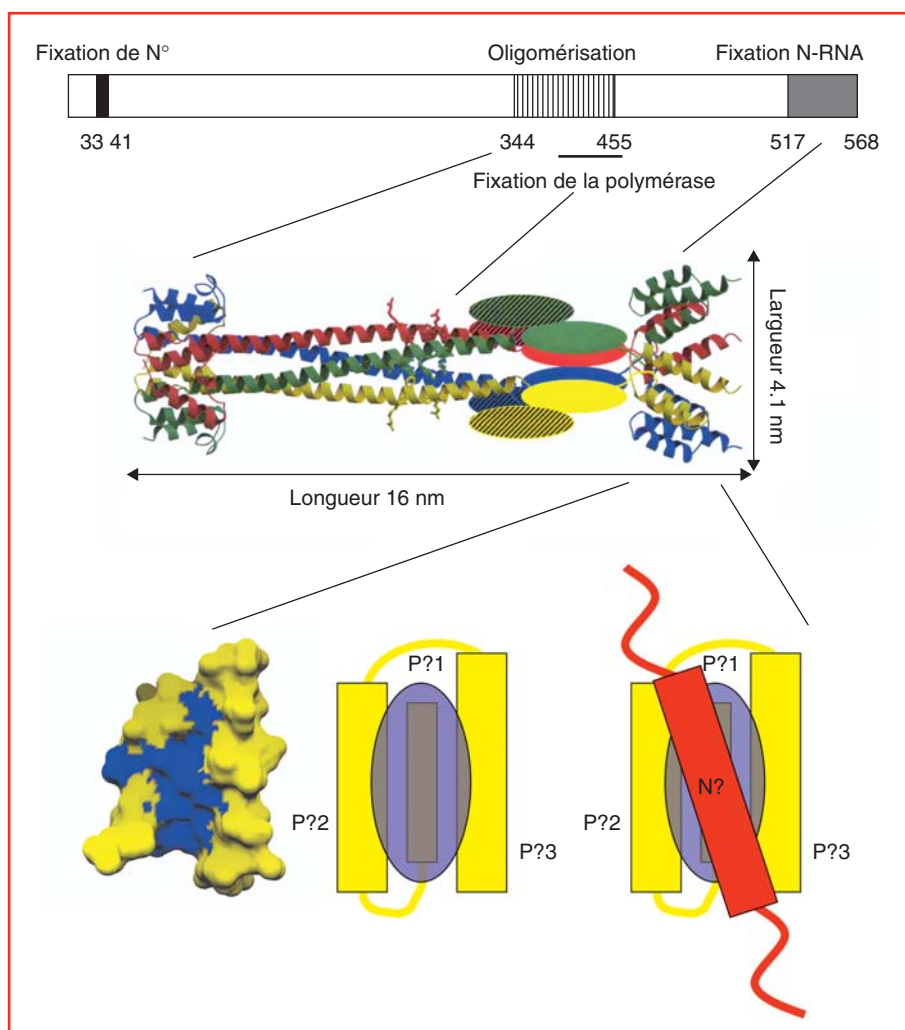 Fixation de N°
Oligomérisation
Fixation N-RNA
33 41
344
455
517
568
Fixation de la polymérase
Largueur 4.1 nm
Longueur 16 nm
P?1
P?2
P?3
P?1
N?
P?2
P?3